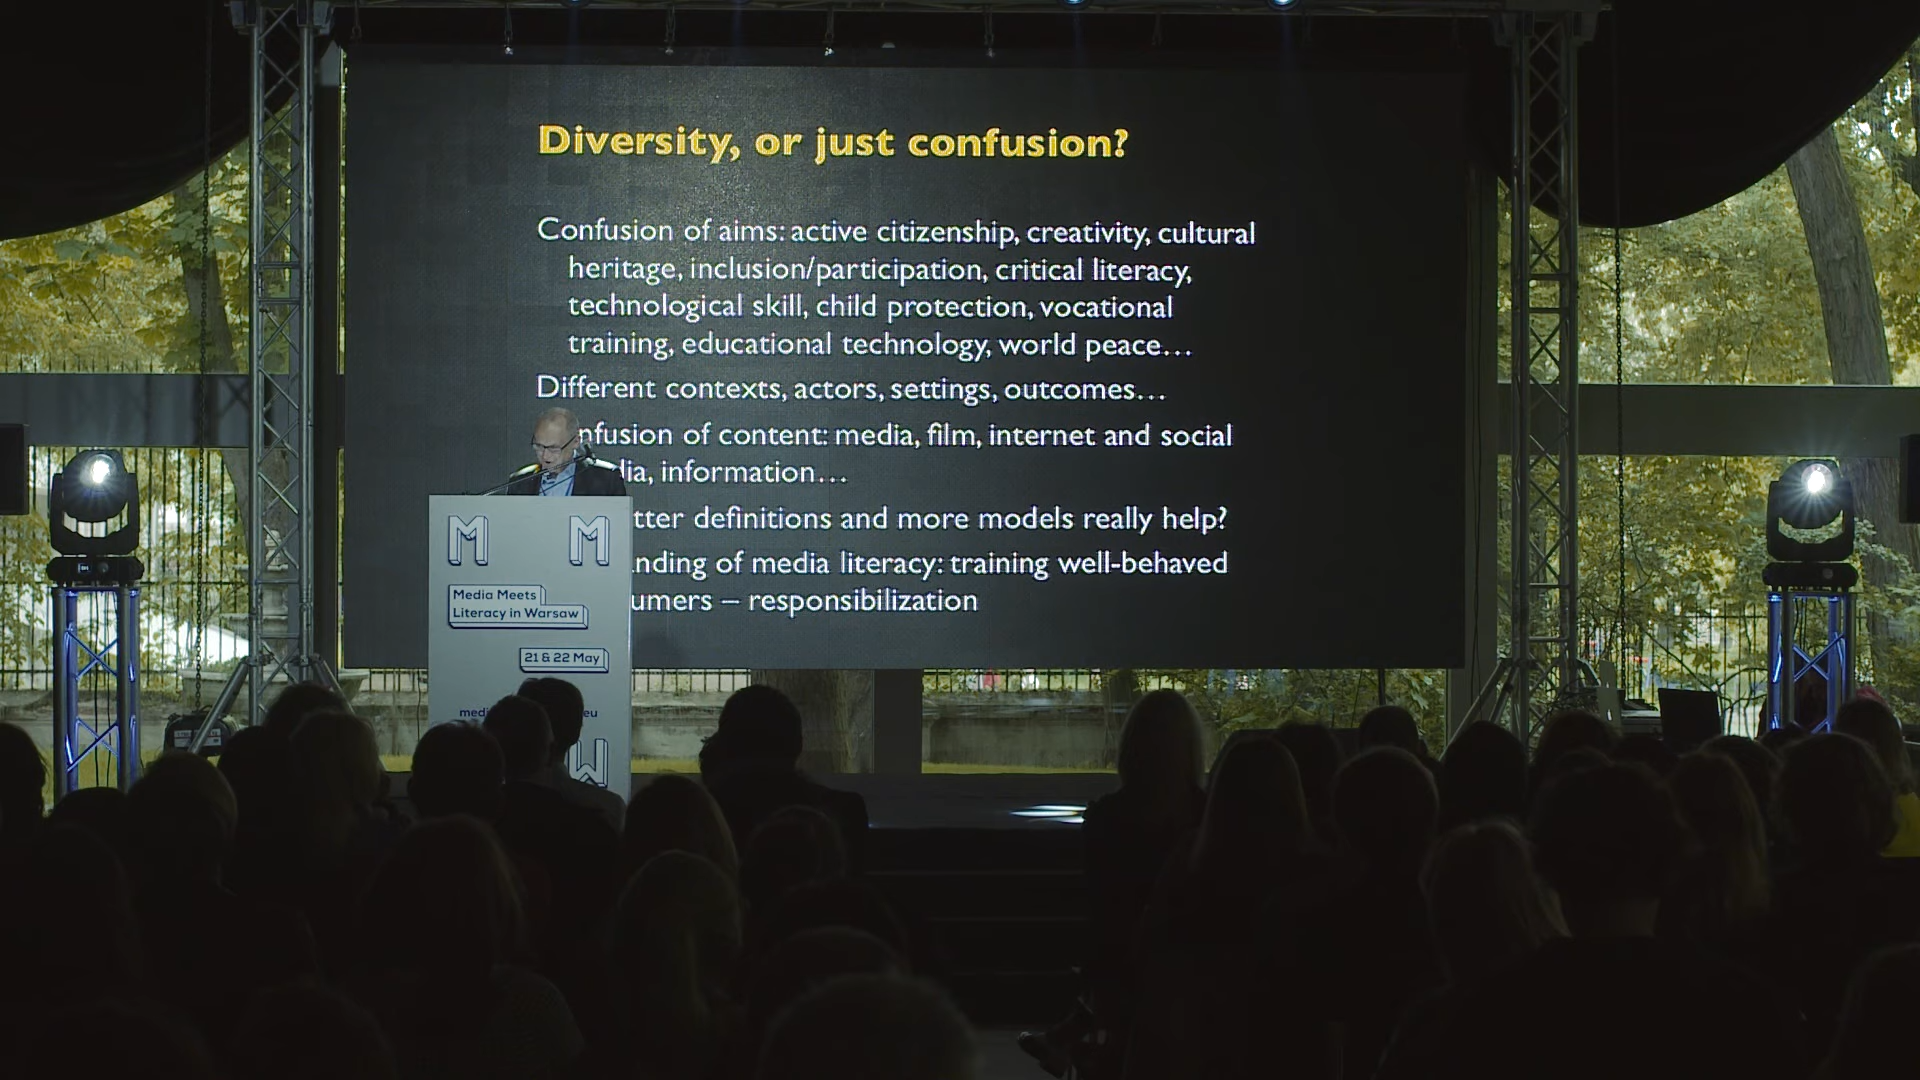 Diversity, or just confusion?
Confusion of aims: active citizenship, creativity, cultural
heritage, inclusion/participation, critical literacy,
technological skill, child protection, vocational
training, educational technology, world peace…
Different contexts, actors, settings, outcomes…
nfusion of content: media, film, internet and social
dia, information…
tter definitions and more models really help?
nding of media literacy: training well-behaved
umers – responsibilization
M M
Media Meets
Literacy in Warsaw
21 & 22 May
medi eu
W